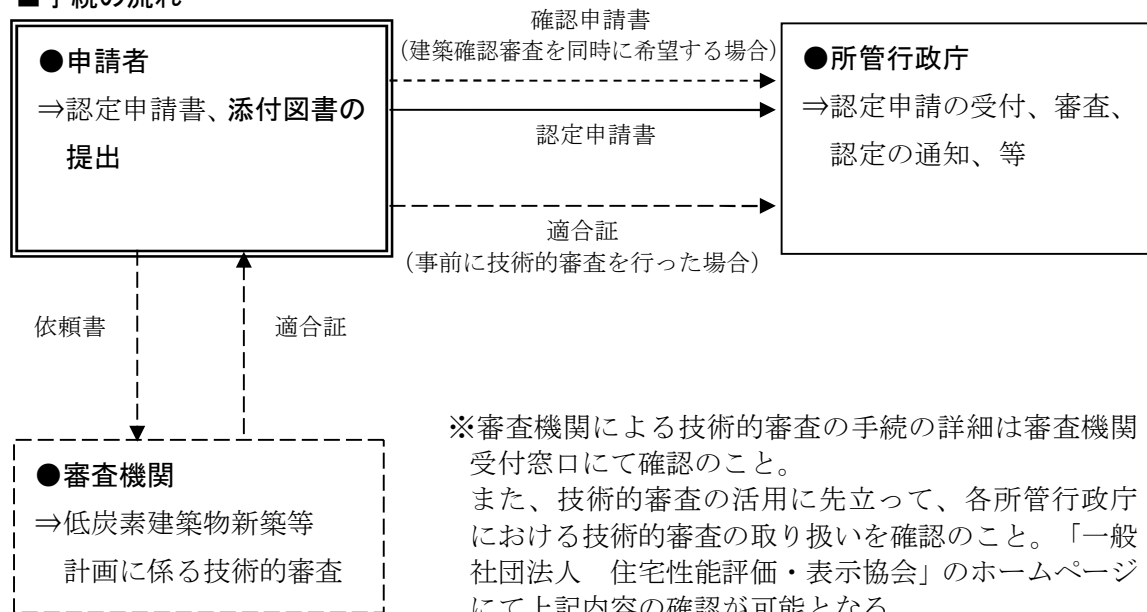 ■手続の流れ
確認申請書
（建築確認審査を同時に希望する場合）
●申請者
⇒認定申請書、添付図書の
提出
認定申請書
適合証
（事前に技術的審査を行った場合）
●所管行政庁
⇒認定申請の受付、審査、
認定の通知、等
依頼書
適合証
●審査機関
⇒低炭素建築物新築等
計画に係る技術的審査
※審査機関による技術的審査の手続の詳細は審査機関
受付窓口にて確認のこと。
また、技術的審査の活用に先立って、各所管行政庁
における技術的審査の取り扱いを確認のこと。「一般
社団法人　住宅性能評価・表示協会」のホームページ
にて上記内容の確認が可能となる